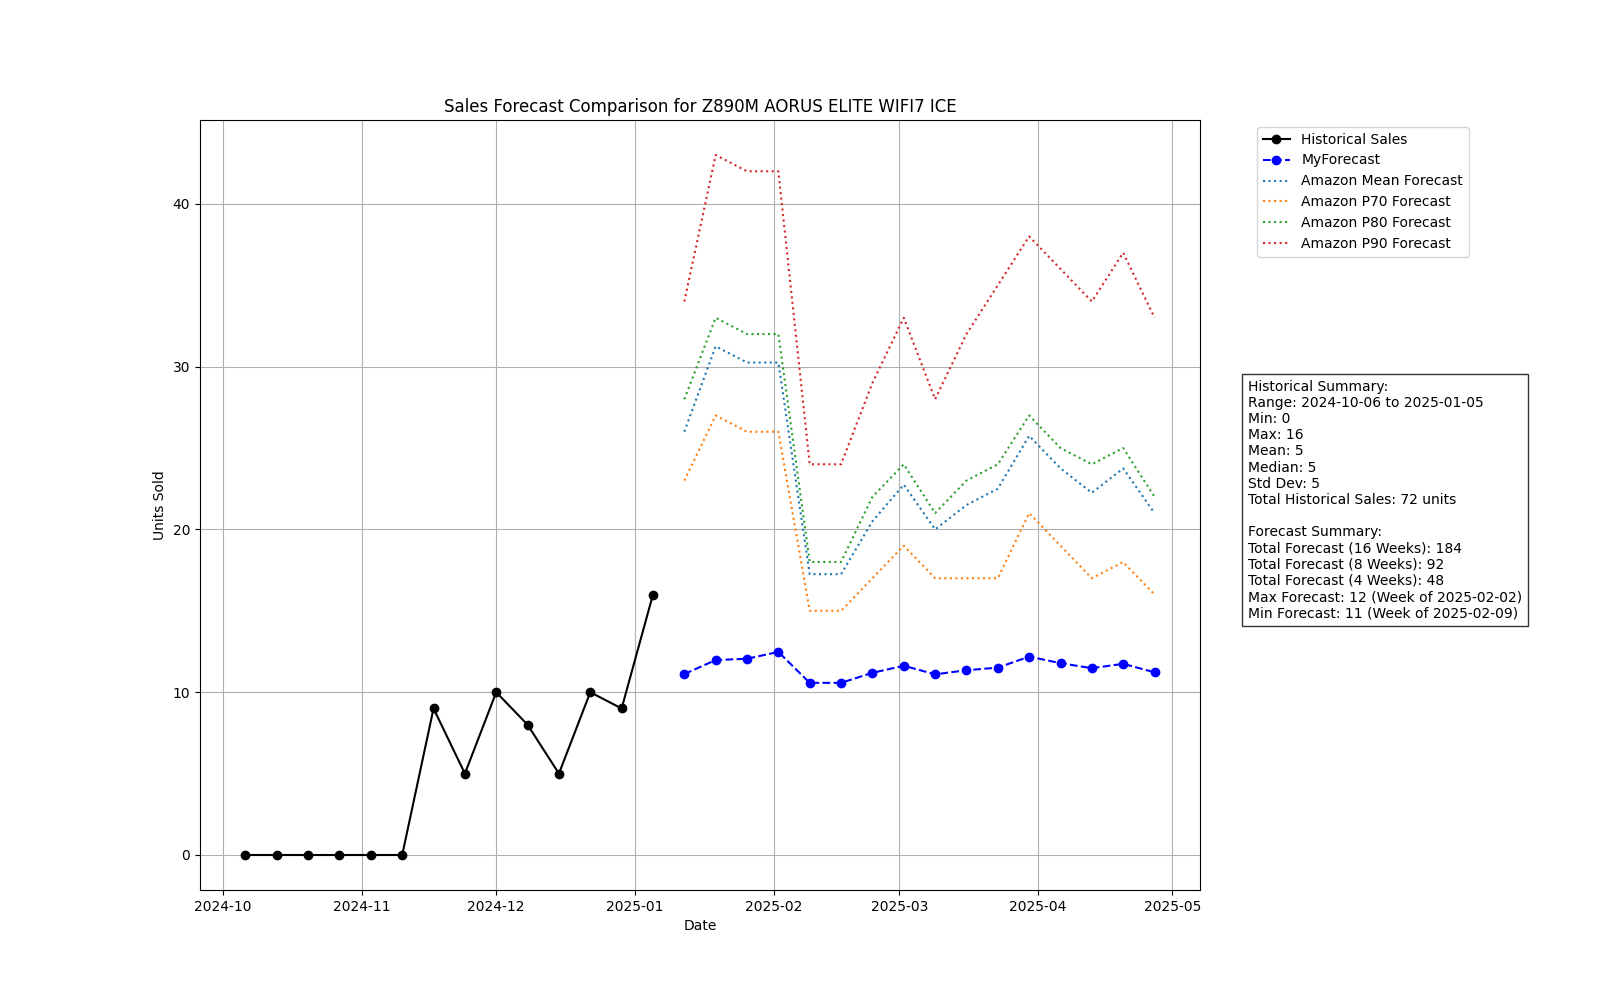 Sales Forecast Comparison for Z890M AORUS ELITE WIFI7 ICE
Units Sold
40
30
20
10
0
2024-10
2024-11
2024-12
2025-01
2025-02
2025-03
2025-04
2025-05
Date
Historical Sales
MyForecast
Amazon Mean Forecast
Amazon P70 Forecast
Amazon P80 Forecast
Amazon P90 Forecast
Historical Summary:
Range: 2024-10-06 to 2025-01-05
Min: 0
Max: 16
Mean: 5
Median: 5
Std Dev: 5
Total Historical Sales: 72 units
Forecast Summary:
Total Forecast (16 Weeks): 184
Total Forecast (8 Weeks): 92
Total Forecast (4 Weeks): 48
Max Forecast: 12 (Week of 2025-02-02)
Min Forecast: 11 (Week of 2025-02-09)